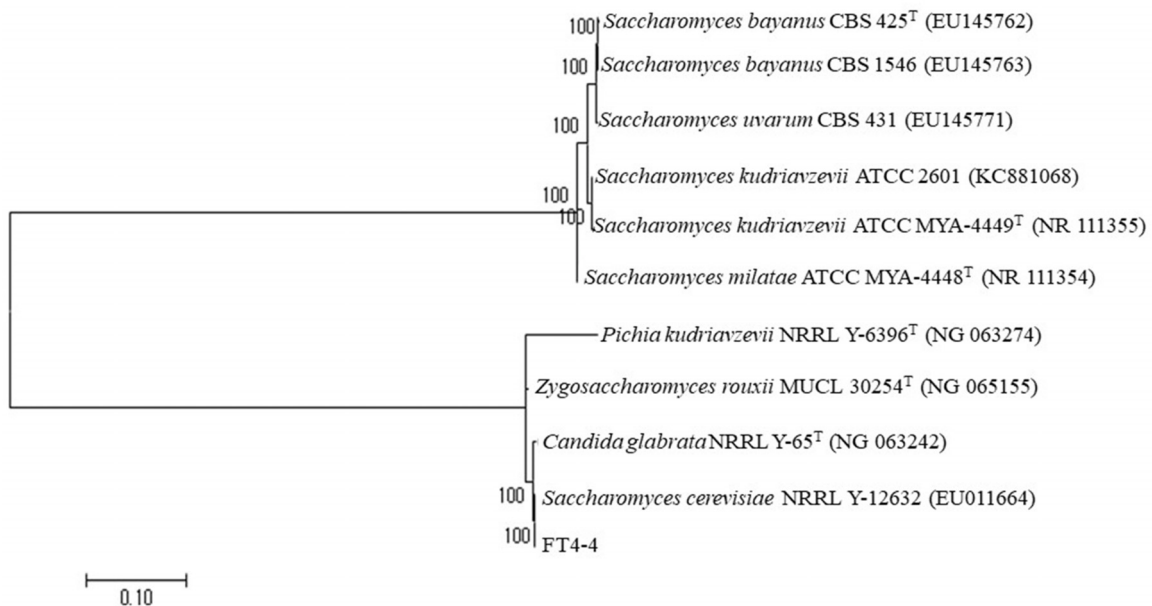 100 Saccharomyces bayanus CBS 425ᵀ (EU145762)
100 Saccharomyces bayanus CBS 1546 (EU145763)
100 Saccharomyces uvarum CBS 431 (EU145771)
Saccharomyces kudriavzevii ATCC 2601 (KC881068)
100
100 Saccharomyces kudriavzevii ATCC MYA-4449ᵀ (NR 111355)
Saccharomyces milatae ATCC MYA-4448ᵀ (NR 111354)
Pichia kudriavzevii NRRL Y-6396ᵀ (NG 063274)
Zygosaccharomyces rouxii MUCL 30254ᵀ (NG 065155)
Candida glabrata NRRL Y-65ᵀ (NG 063242)
100 Saccharomyces cerevisiae NRRL Y-12632 (EU011664)
100 FT4-4
0.10